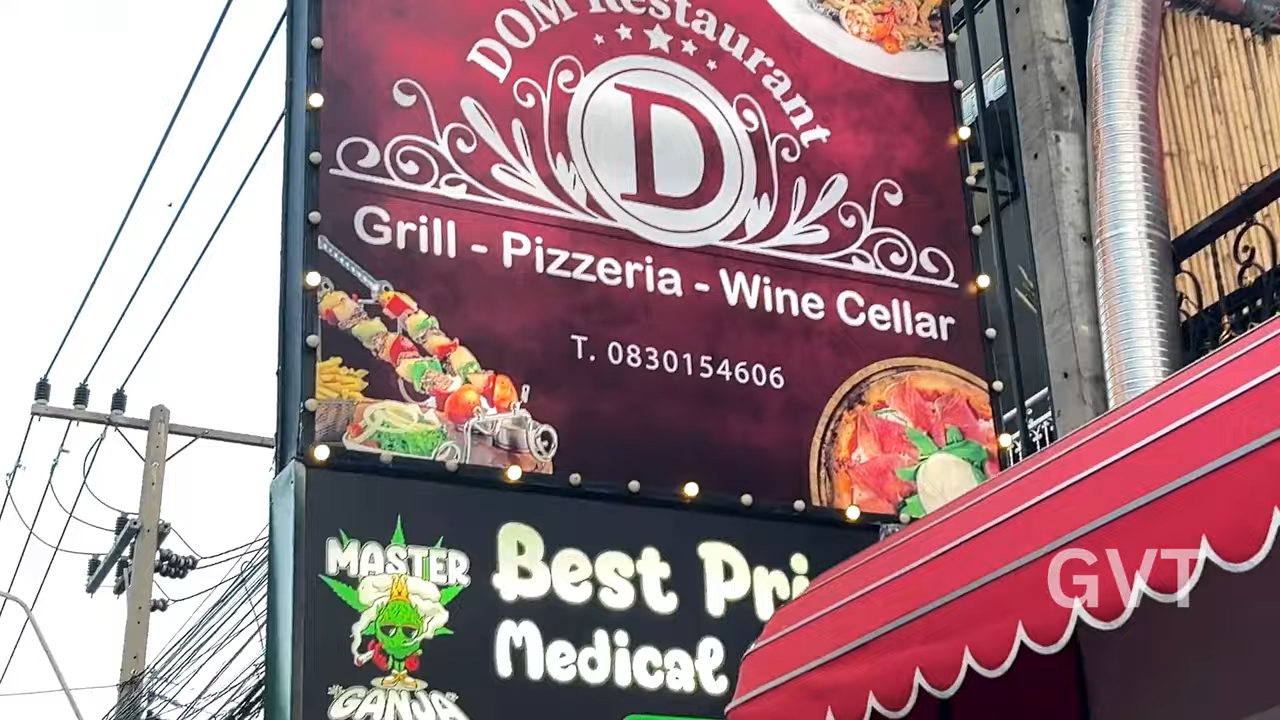 DOM Restaurant
D
Grill - Pizzeria - Wine Cellar
T. 0830154606
MASTER
GANJA
Best Pri
Medical
GVT